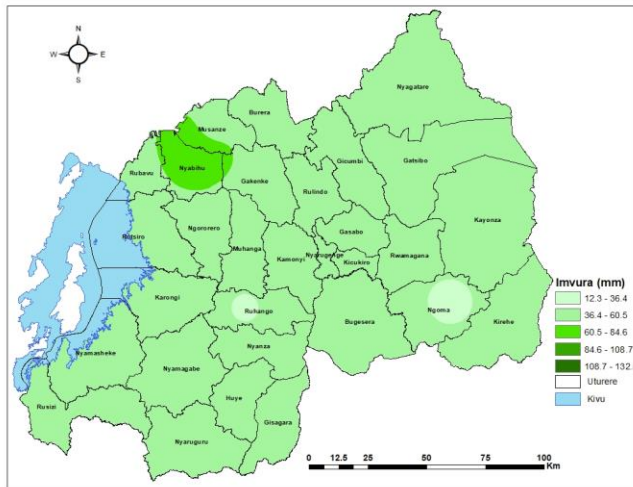 N
W E
S
Nyagatare
Burera
Musanze
Gicumbi
Gatsibo
Nyabihu
Rubavu
Gakenke
Rulindo
Kayonza
Rutsiro
Ngororero
Gasabo
Muhanga
Kamonyi
Nyarugenge
Rwamagana
Kicukiro
Karongi
Ruhango
Bugesera
Ngoma
Kirehe
Nyamasheke
Nyanza
Nyamagabe
Huye
Rusizi
Gisagara
Nyaruguru
Imvura (mm)
12.3 - 36.4
36.4 - 60.5
60.5 - 84.6
84.6 - 108.7
108.7 - 132.
Uturere
Kivu
0 12.5 25 50 75 100
Km